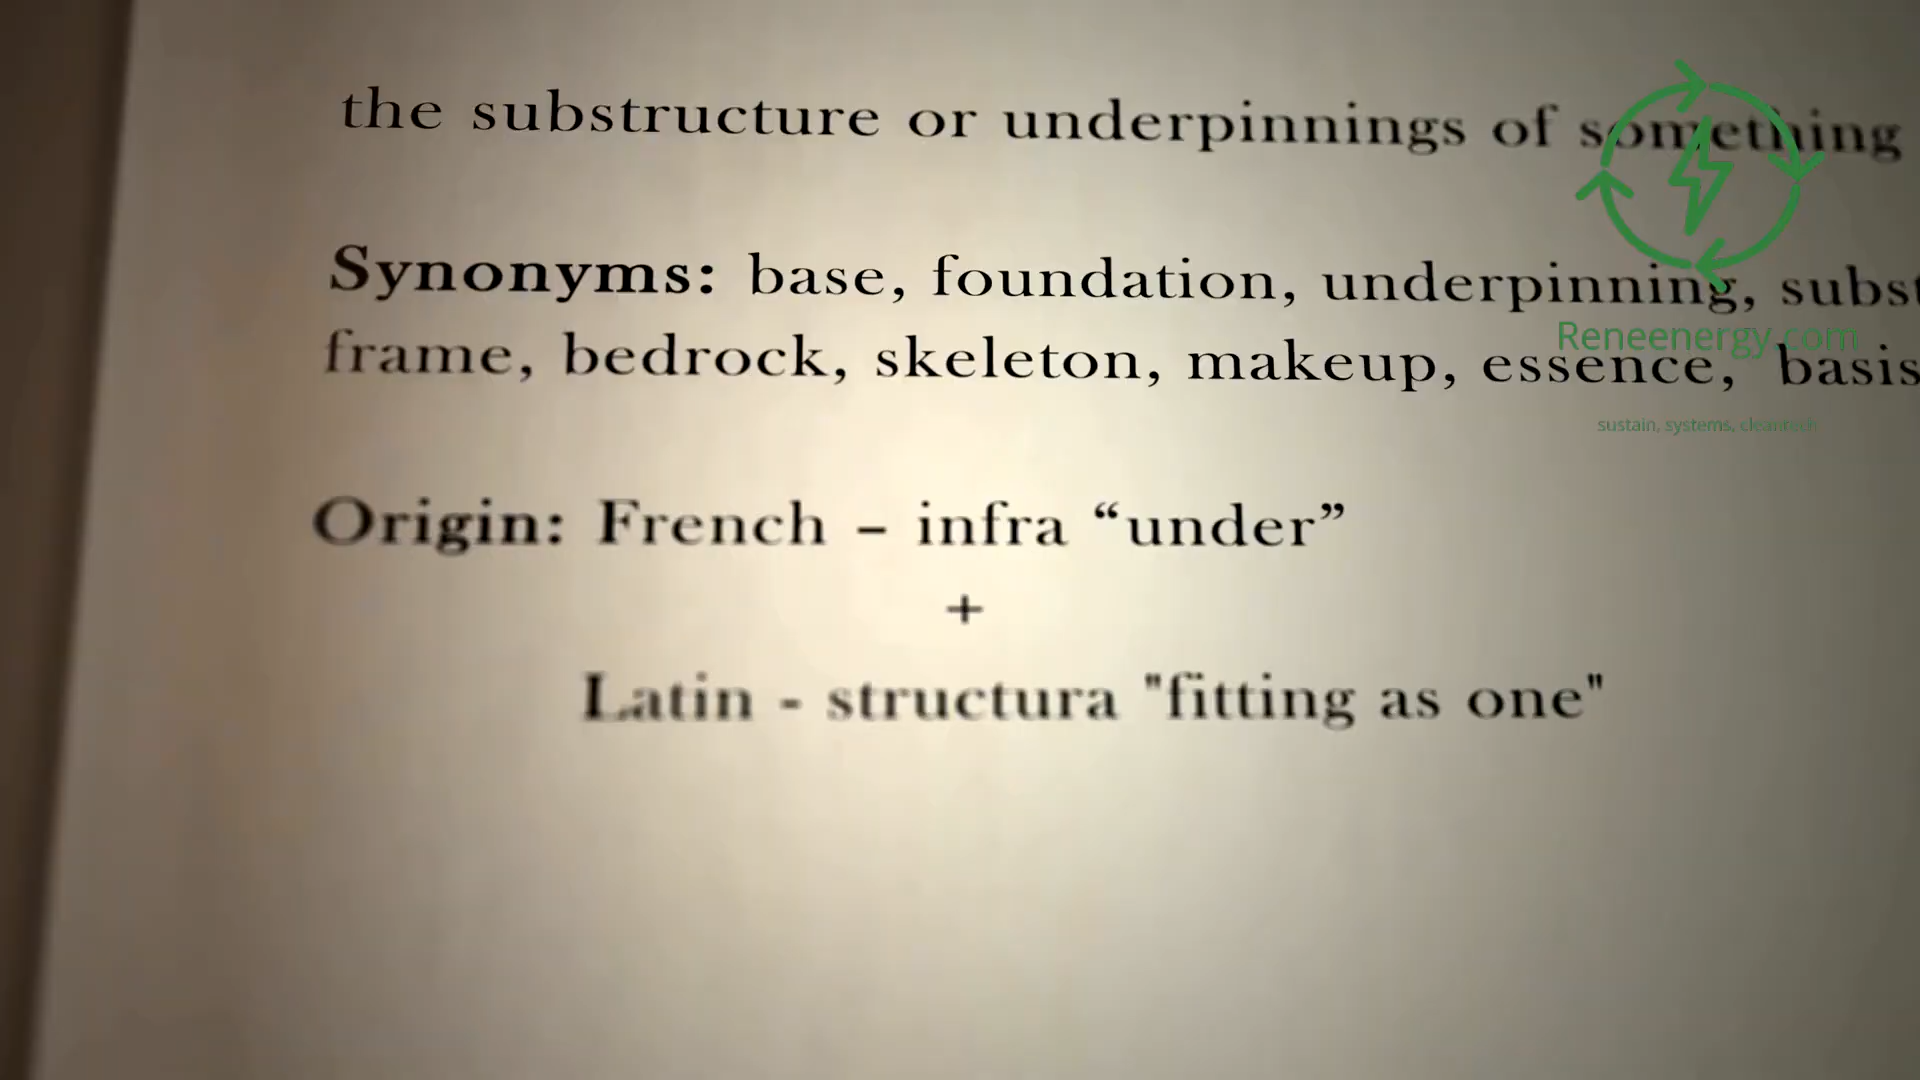 the substructure or underpinnings of something
Synonyms: base, foundation, underpinning,
frame, bedrock, skeleton, makeup, essence, basis
Origin: French – infra “under”
+
Latin - structura "fitting as one"
Reneenergy.com
sustain, systems, cleantech